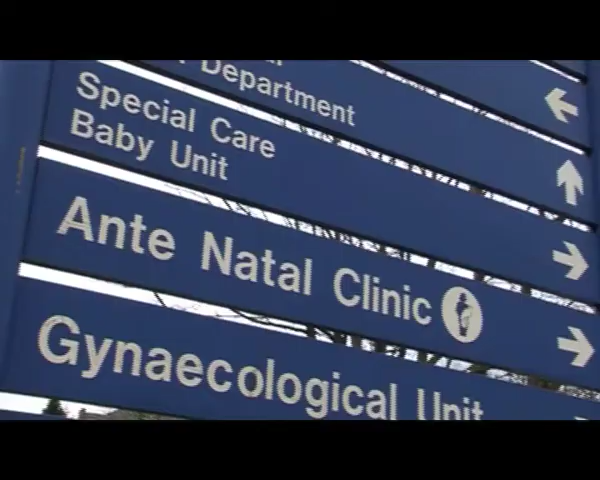 Department
Special Care
Baby Unit
Ante Natal Clinic
Gynaecological Unit